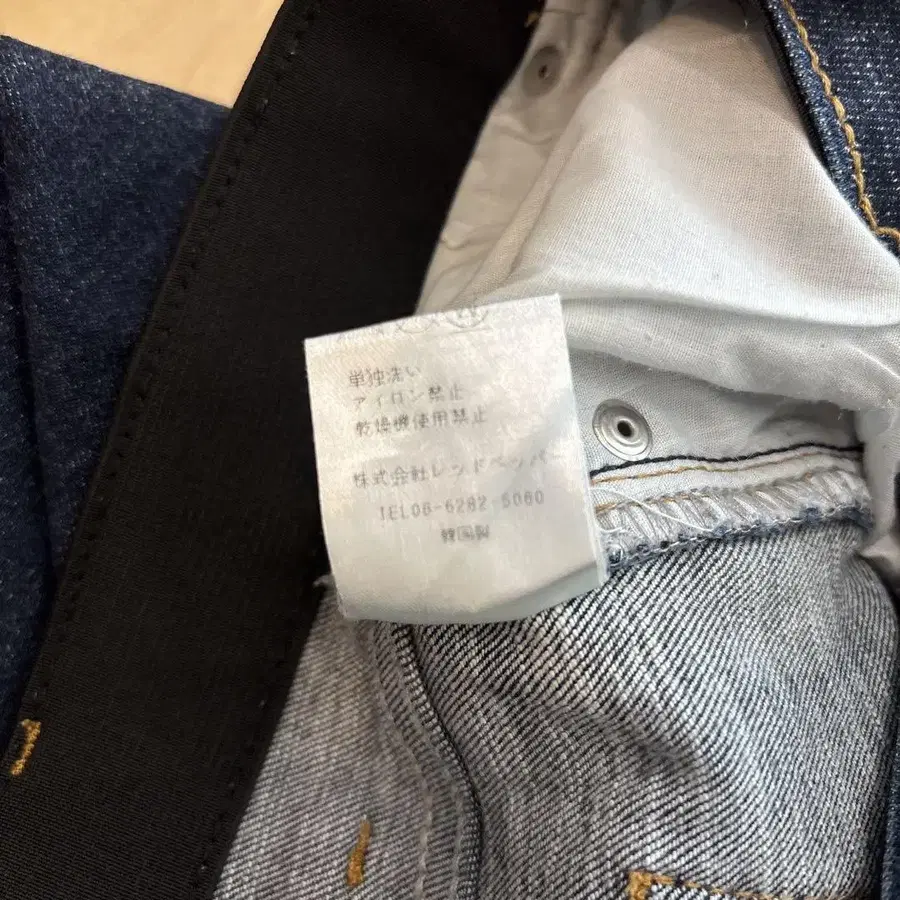 単独洗い
アイロン禁止
乾燥機使用禁止
株式会社レッドペッパー
TEL06-6282-5060
韓国製